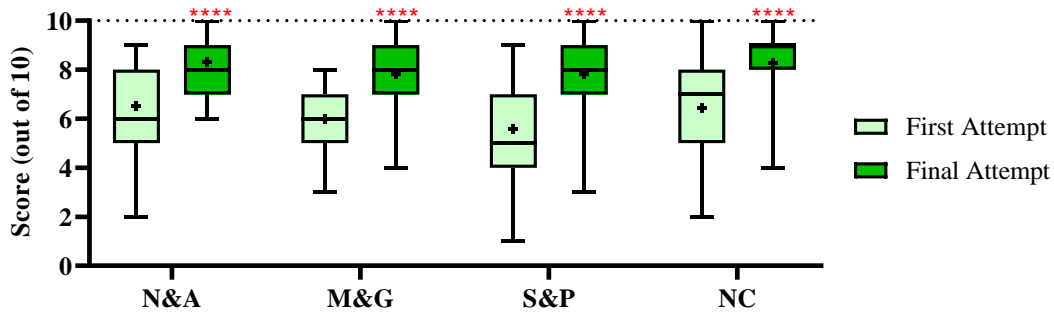 **** **** **** ****
10
8
6
4
2
0
Score (out of 10)
N&A M&G S&P NC
First Attempt
Final Attempt